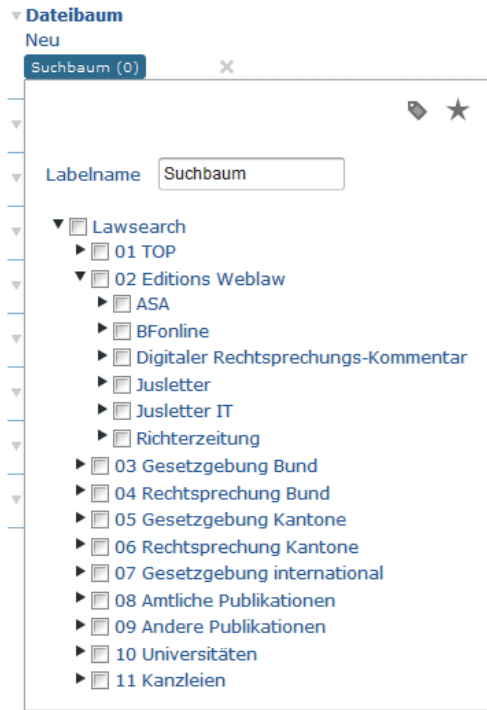 Dateibaum
Neu
Suchbaum (0)
Labelname Suchbaum
Lawsearch
01 TOP
02 Editions Weblaw
ASA
BFonline
Digitaler Rechtsprechungs-Kommentar
Jusletter
Jusletter IT
Richterzeitung
03 Gesetzgebung Bund
04 Rechtsprechung Bund
05 Gesetzgebung Kantone
06 Rechtsprechung Kantone
07 Gesetzgebung international
08 Amtliche Publikationen
09 Andere Publikationen
10 Universitäten
11 Kanzleien